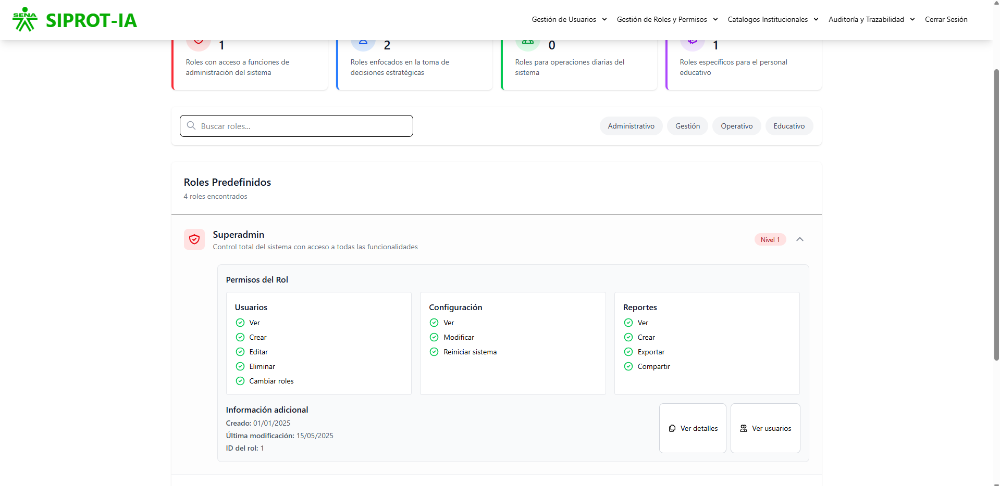 SENA
SIPROT-IA
Gestión de Usuarios
Gestión de Roles y Permisos
Catalogos Institucionales
Auditoría y Trazabilidad
Cerrar Sesión
1
Roles con acceso a funciones de
administración del sistema
2
Roles enfocados en la toma de
decisiones estratégicas
0
Roles para operaciones diarias del
sistema
1
Roles específicos para el personal
educativo
Buscar roles...
Administrativo
Gestión
Operativo
Educativo
Roles Predefinidos
4 roles encontrados
Superadmin
Control total del sistema con acceso a todas las funcionalidades
Nivel 1
Permisos del Rol
Usuarios
Ver
Crear
Editar
Eliminar
Cambiar roles
Configuración
Ver
Modificar
Reiniciar sistema
Reportes
Ver
Crear
Exportar
Compartir
Información adicional
Creado: 01/01/2025
Última modificación: 15/05/2025
ID del rol: 1
Ver detalles
Ver usuarios